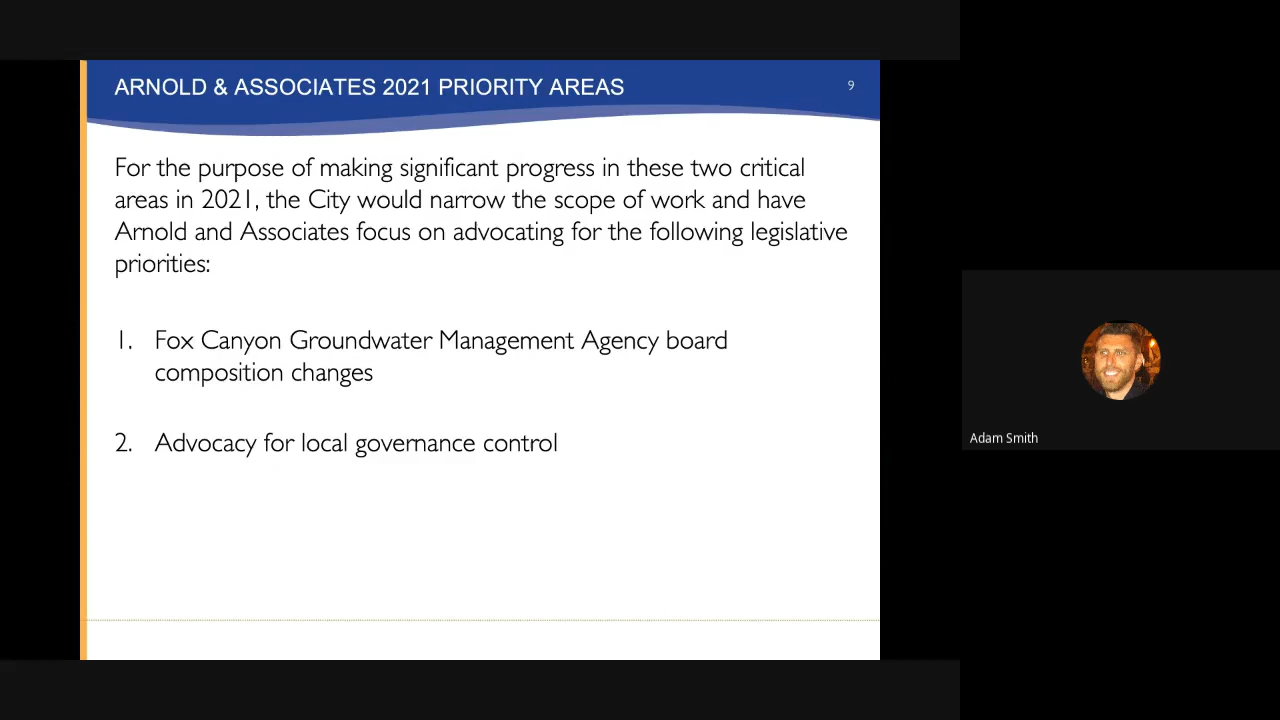 ARNOLD & ASSOCIATES 2021 PRIORITY AREAS
9
For the purpose of making significant progress in these two critical
areas in 2021, the City would narrow the scope of work and have
Arnold and Associates focus on advocating for the following legislative
priorities:
1. Fox Canyon Groundwater Management Agency board
composition changes
2. Advocacy for local governance control
Adam Smith